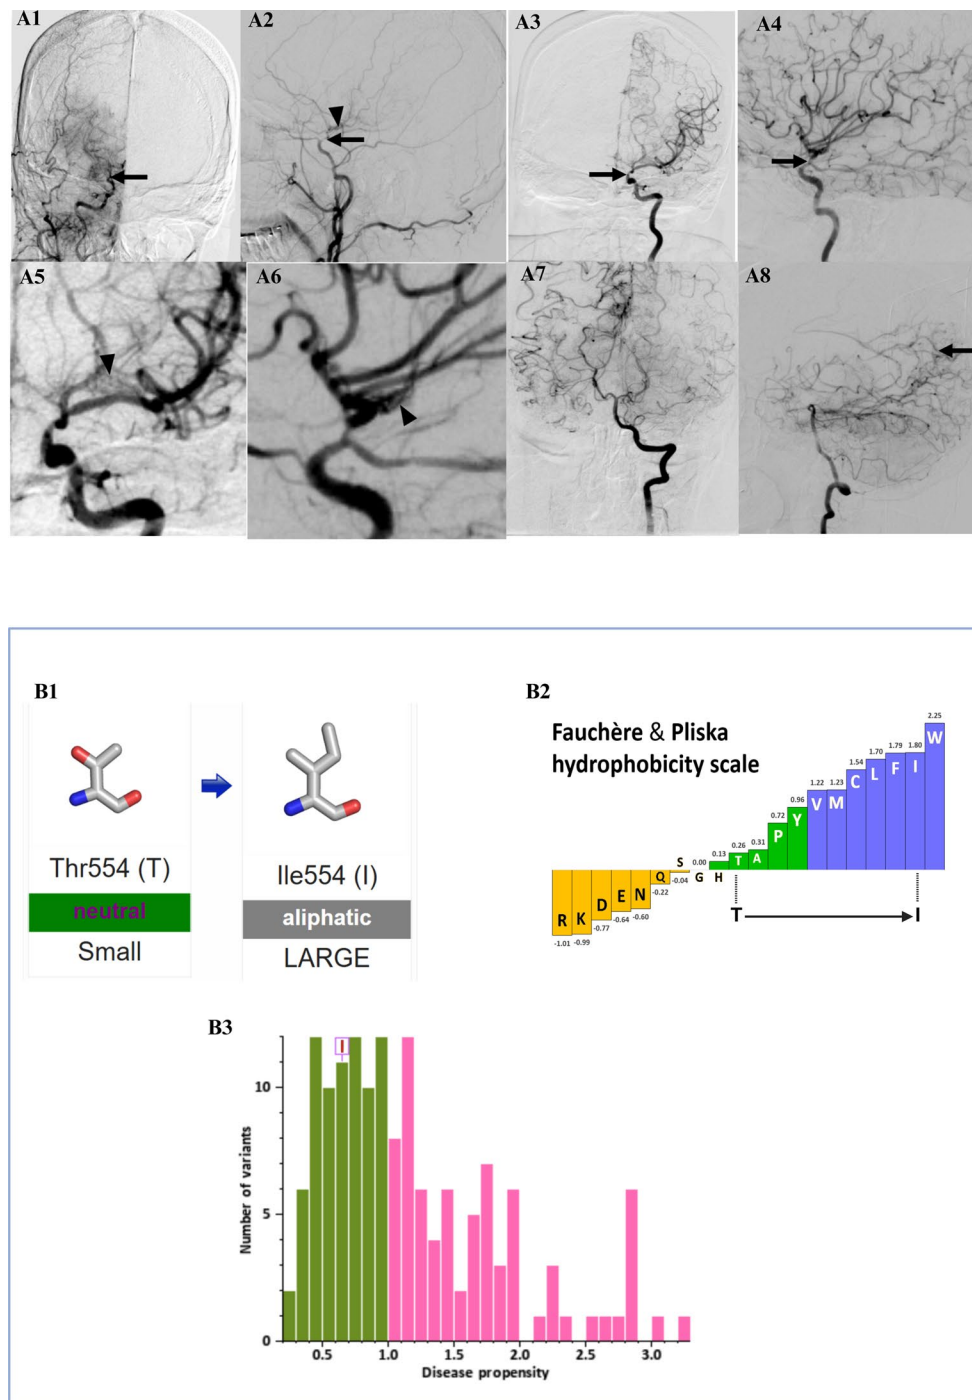 A1
A2
A3
A4
A5
A6
A7
A8
B1
Thr554 (T)
neutral
Small
Ile554 (I)
aliphatic
LARGE
B2
Fauchère & Pliska
hydrophobicity scale
R K D E N Q S G H T A P Y V M C L F I W
-1.01 -0.99 -0.77 -0.64 -0.60 -0.22 -0.04 0.00 0.13 0.26 0.31 0.72 0.96 1.22 1.23 1.54 1.70 1.79 1.80 2.25
T I
B3
I
Number of variants
10
5
0
0.5 1.0 1.5 2.0 2.5 3.0
Disease propensity